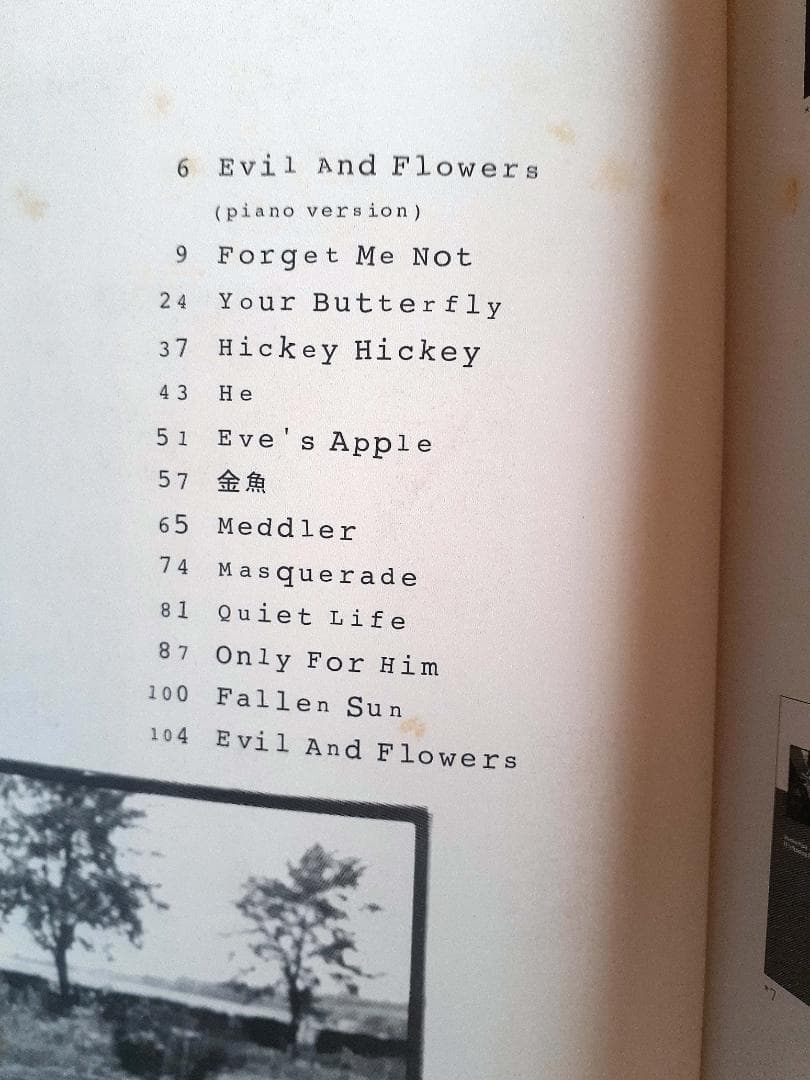 6 Evil And Flowers
(piano version)
9 Forget Me Not
24 Your Butterfly
37 Hickey Hickey
43 He
51 Eve's Apple
57 金魚
65 Meddler
74 Masquerade
81 Quiet Life
87 Only For Him
100 Fallen Sun
104 Evil And Flowers